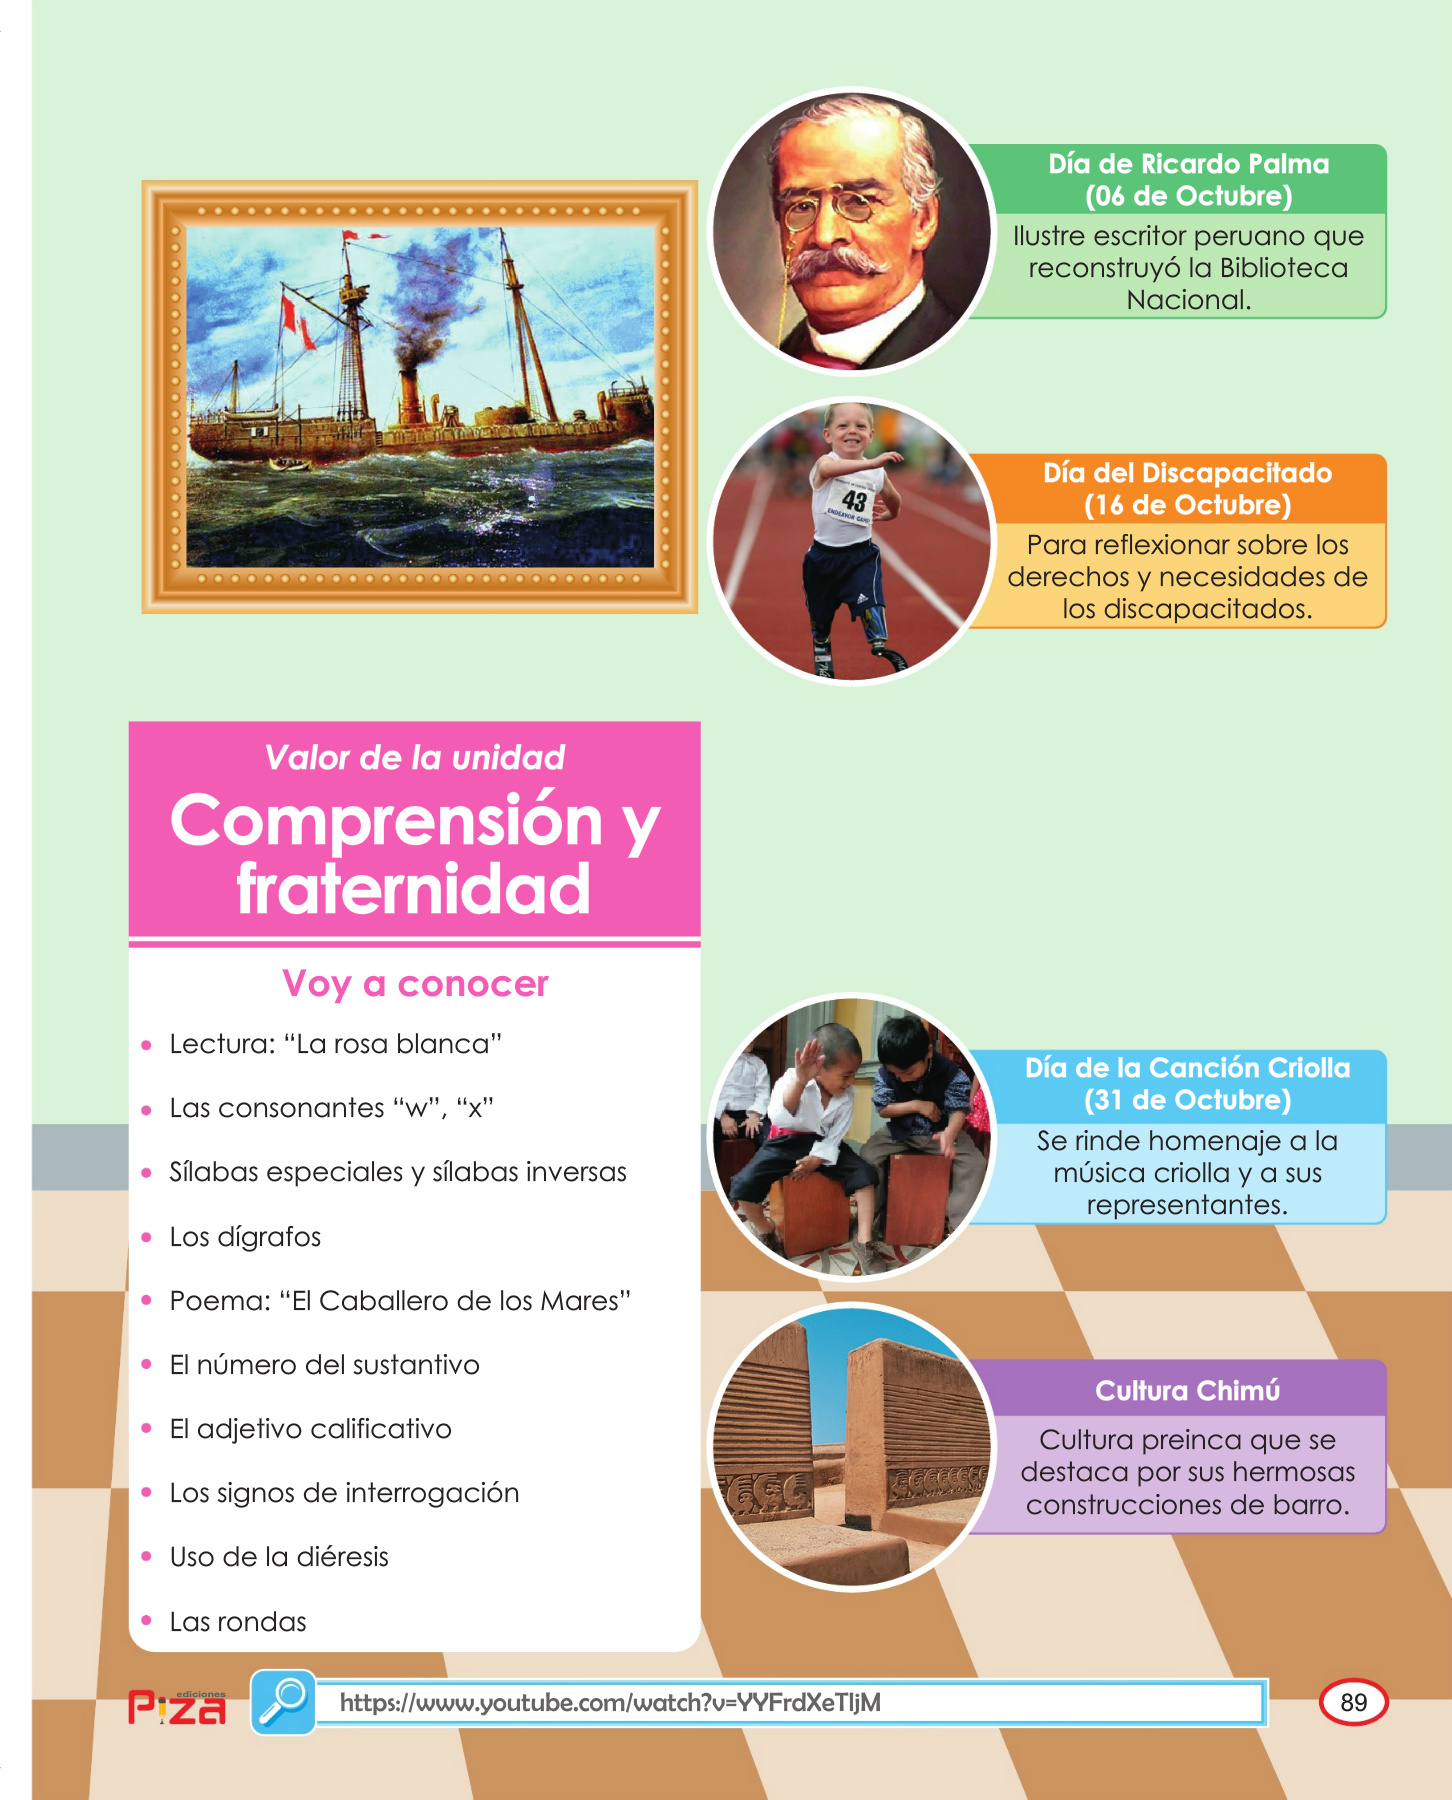 Día de Ricardo Palma
(06 de Octubre)
Ilustre escritor peruano que
reconstruyó la Biblioteca
Nacional.
43
ENDEAVOR GAMES
Día del Discapacitado
(16 de Octubre)
Para reflexionar sobre los
derechos y necesidades de
los discapacitados.
Valor de la unidad
Comprensión y
fraternidad
Voy a conocer
• Lectura: “La rosa blanca”
• Las consonantes “w”, “x”
• Sílabas especiales y sílabas inversas
• Los dígrafos
• Poema: “El Caballero de los Mares”
• El número del sustantivo
• El adjetivo calificativo
• Los signos de interrogación
• Uso de la diéresis
• Las rondas
Día de la Canción Criolla
(31 de Octubre)
Se rinde homenaje a la
música criolla y a sus
representantes.
Cultura Chimú
Cultura preinca que se
destaca por sus hermosas
construcciones de barro.
ediciones
Piza
https://www.youtube.com/watch?v=YYFrdXeTljM
89